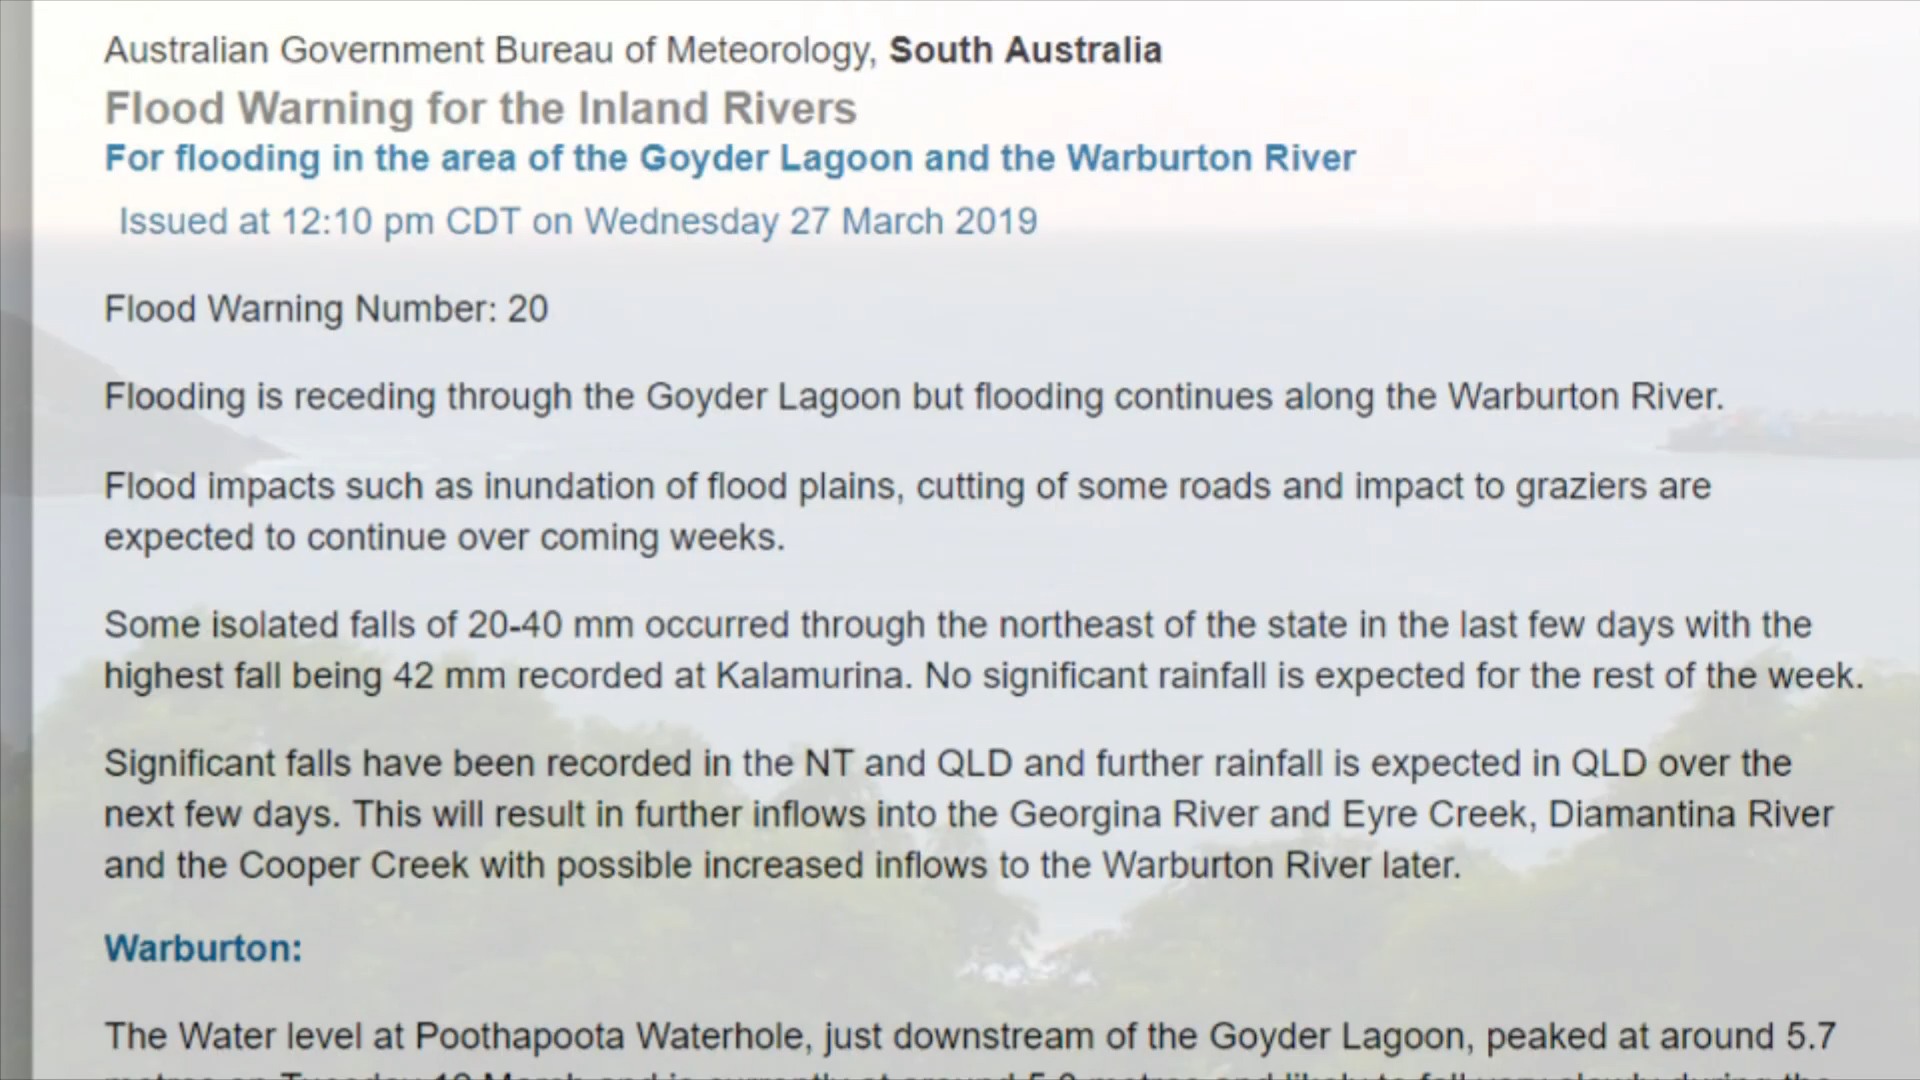 Australian Government Bureau of Meteorology, South Australia
Flood Warning for the Inland Rivers
For flooding in the area of the Goyder Lagoon and the Warburton River
Issued at 12:10 pm CDT on Wednesday 27 March 2019
Flood Warning Number: 20
Flooding is receding through the Goyder Lagoon but flooding continues along the Warburton River.
Flood impacts such as inundation of flood plains, cutting of some roads and impact to graziers are
expected to continue over coming weeks.
Some isolated falls of 20-40 mm occurred through the northeast of the state in the last few days with the
highest fall being 42 mm recorded at Kalamurina. No significant rainfall is expected for the rest of the week.
Significant falls have been recorded in the NT and QLD and further rainfall is expected in QLD over the
next few days. This will result in further inflows into the Georgina River and Eyre Creek, Diamantina River
and the Cooper Creek with possible increased inflows to the Warburton River later.
Warburton:
The Water level at Poothapoota Waterhole, just downstream of the Goyder Lagoon, peaked at around 5.7